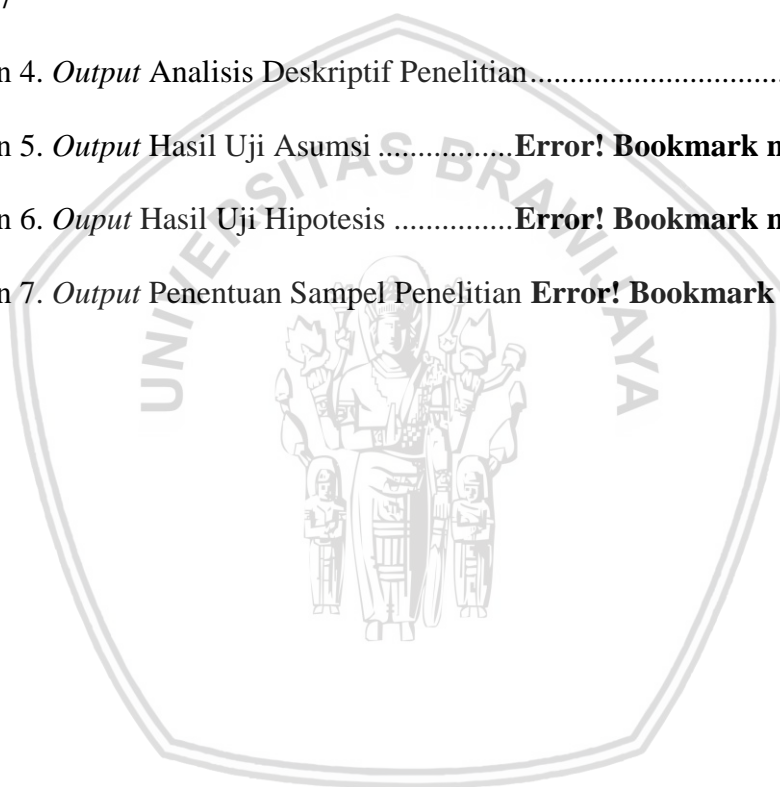 n 4. Output Analisis Deskriptif Penelitian..............................
n 5. Output Hasil Uji Asumsi ................Error! Bookmark n
n 6. Ouput Hasil Uji Hipotesis ..............Error! Bookmark n
n 7. Output Penentuan Sampel Penelitian Error! Bookmark
UNIVERSITAS BRAWIJAYA